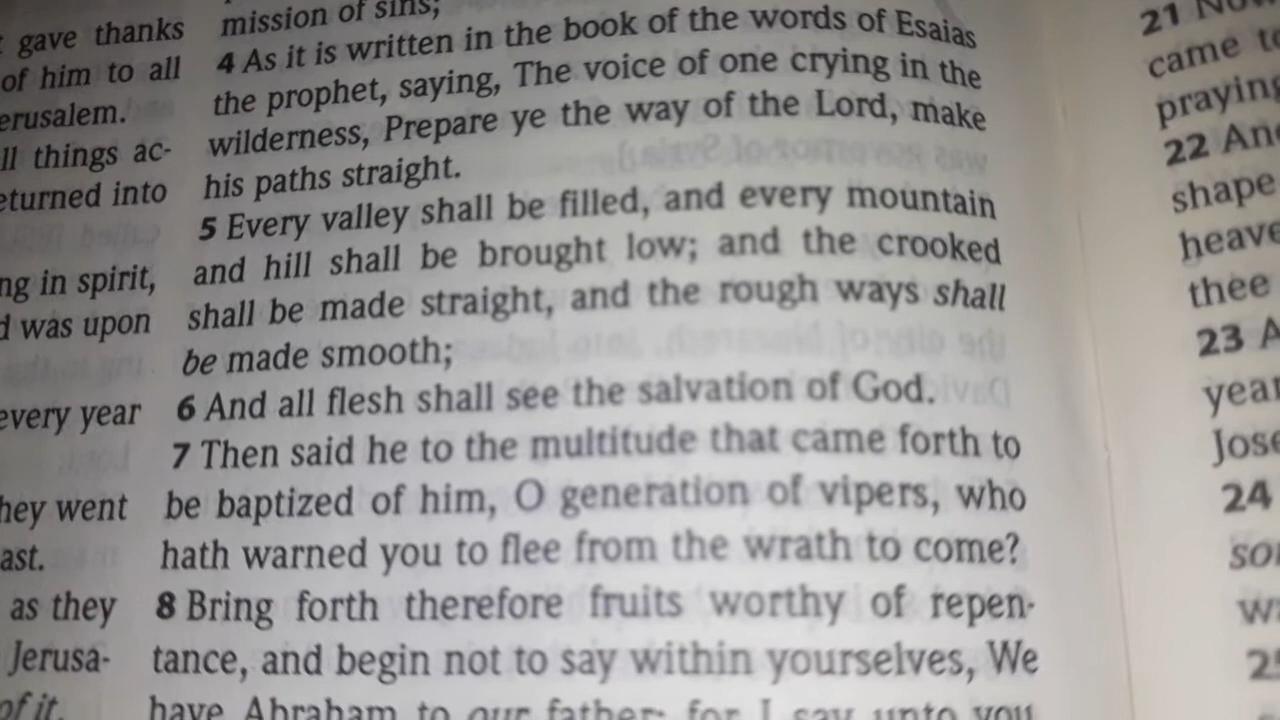 gave thanks
of him to all
erusalem.
ll things ac-
eturned into
ng in spirit,
d was upon
every year
hey went
ast.
as they
Jerusa-
of it.
mission of sins;
4 As it is written in the book of the words of Esaias
the prophet, saying, The voice of one crying in the
wilderness, Prepare ye the way of the Lord, make
his paths straight.
5 Every valley shall be filled, and every mountain
and hill shall be brought low; and the crooked
shall be made straight, and the rough ways shall
be made smooth;
6 And all flesh shall see the salvation of God.
7 Then said he to the multitude that came forth to
be baptized of him, O generation of vipers, who
hath warned you to flee from the wrath to come?
8 Bring forth therefore fruits worthy of repen-
tance, and begin not to say within yourselves, We
have Abraham to our father: for I say unto you
21 Now
came to
praying
22 And
shape
heave
thee
23 A
year
Jose
24
son
25